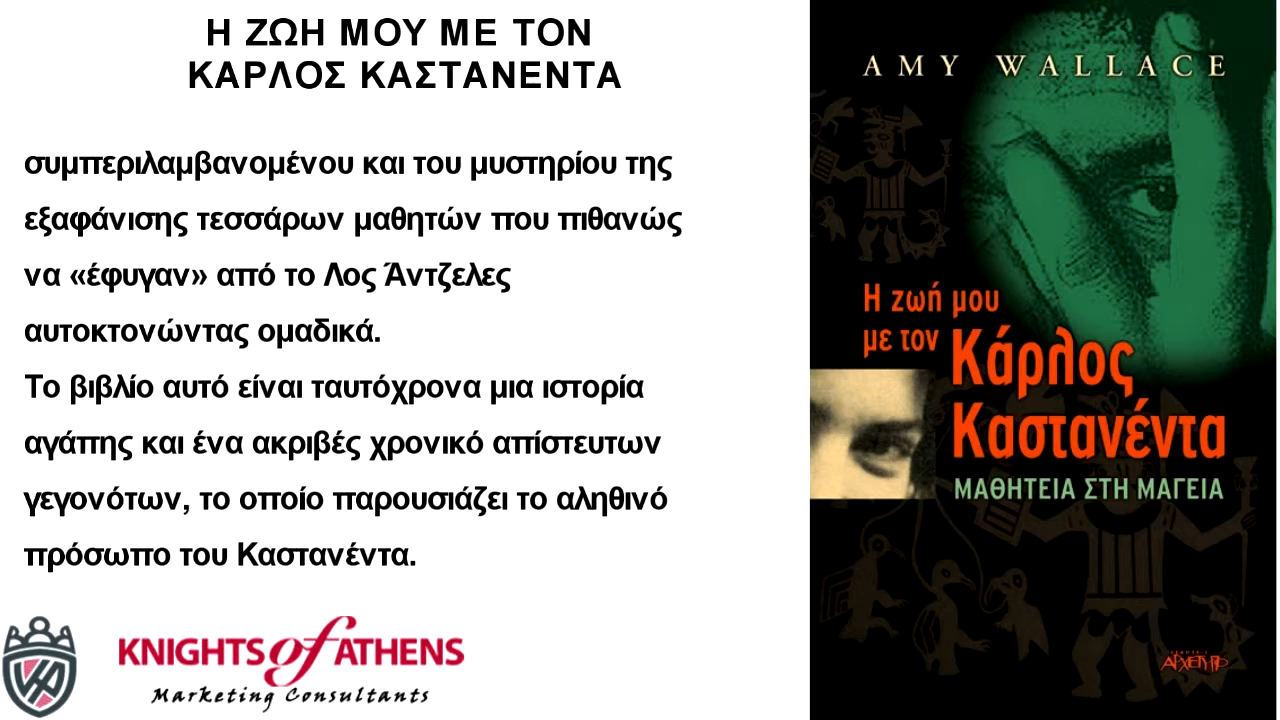 Η ΖΩΗ ΜΟΥ ΜΕ ΤΟΝ
ΚΑΡΛΟΣ ΚΑΣΤΑΝΕΝΤΑ
συμπεριλαμβανομένου και του μυστηρίου της
εξαφάνισης τεσσάρων μαθητών που πιθανώς
να «έφυγαν» από το Λος Άντζελες
αυτοκτονώντας ομαδικά.
Το βιβλίο αυτό είναι ταυτόχρονα μια ιστορία
αγάπης και ένα ακριβές χρονικό απίστευτων
γεγονότων, το οποίο παρουσιάζει το αληθινό
πρόσωπο του Καστανέντα.
KNIGHTS of ATHENS
Marketing Consultants
AMY WALLACE
Η ζωή μου
με τον
Κάρλος
Καστανέντα
ΜΑΘΗΤΕΙΑ ΣΤΗ ΜΑΓΕΙΑ
ΑΡΧΕΤΥΠΟ